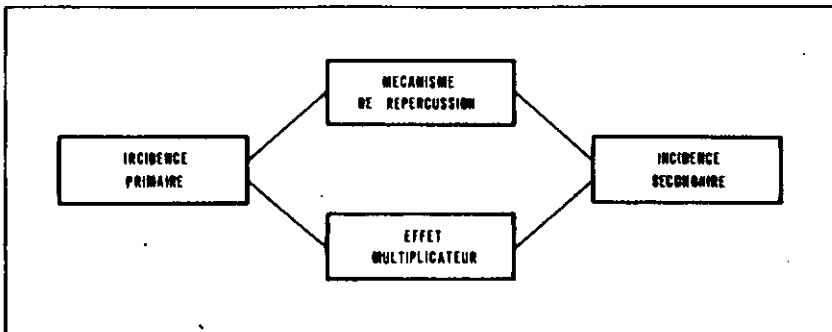 MECANISME
DE REPERCUSSION
INCIDENCE
PRIMAIRE
INCIDENCE
SECONDAIRE
EFFET
MULTIPLICATEUR